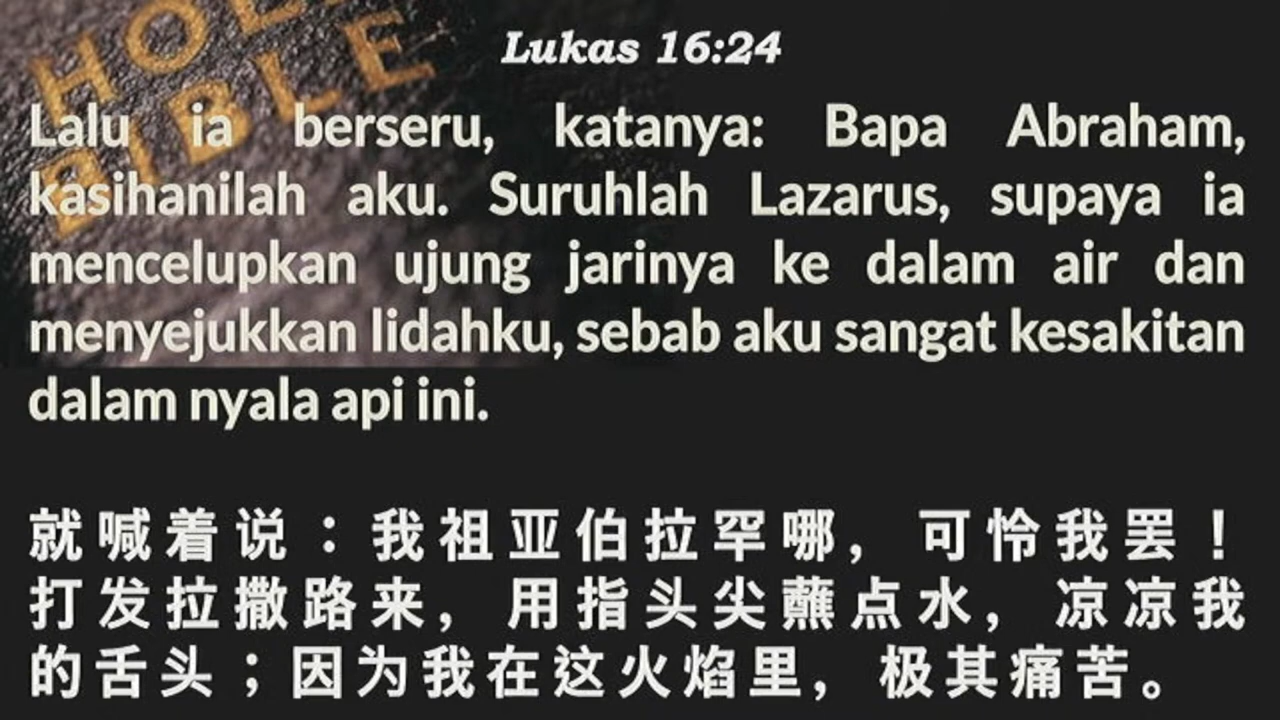 HOLY
BIBLE
Lukas 16:24
Lalu ia berseru, katanya: Bapa Abraham,
kasihanilah aku. Suruhlah Lazarus, supaya ia
mencelupkan ujung jarinya ke dalam air dan
menyejukkan lidahku, sebab aku sangat kesakitan
dalam nyala api ini.
就喊着说：我祖亚伯拉罕哪，可怜我罢！
打发拉撒路来，用指头尖蘸点水，凉凉我
的舌头；因为我在这火焰里，极其痛苦。